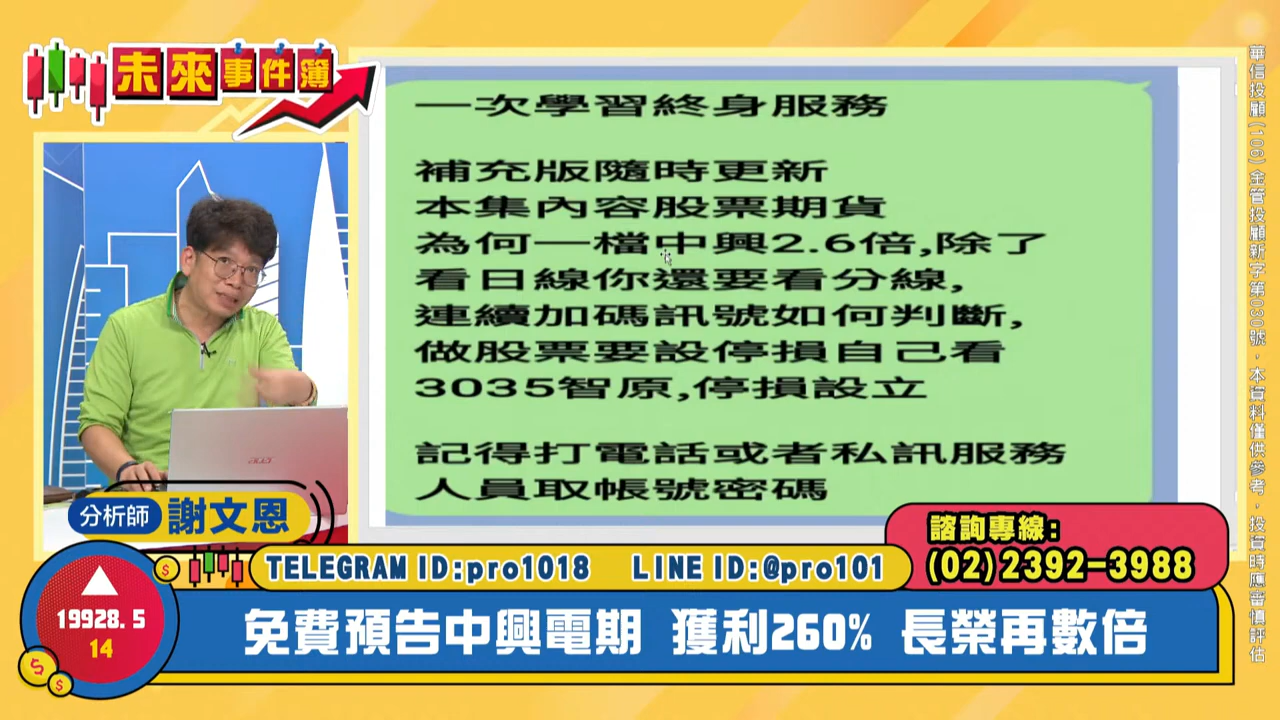 未來事件簿
一次學習終身服務
補充版隨時更新
本集內容股票期貨
為何一檔中興2.6倍,除了
看日線你還要看分線,
連續加碼訊號如何判斷,
做股票要設停損自己看
3035智原,停損設立
記得打電話或者私訊服務
人員取帳號密碼
華信投顧(106)金管投顧新字第030號,本資料僅供參考,投資時應審慎評估
acer
分析師 謝文恩
諮詢專線:
(02)2392-3988
TELEGRAM ID:pro1018 LINE ID:@pro101
19928.5
14
免費預告中興電期 獲利260% 長榮再數倍